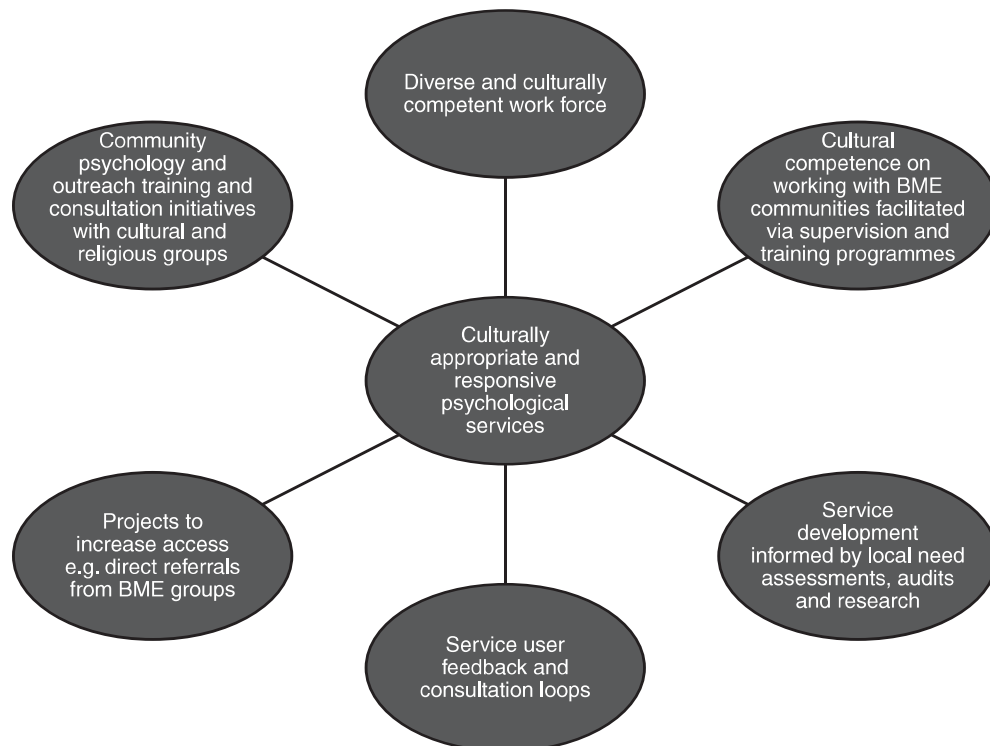 Diverse and culturally
competent work force
Community
psychology and
outreach training and
consultation initiatives
with cultural and
religious groups
Cultural
competence on
working with BME
communities facilitated
via supervision and
training programmes
Culturally
appropriate and
responsive
psychological
services
Projects to
increase access
e.g. direct referrals
from BME groups
Service
development
informed by local need
assessments, audits
and research
Service user
feedback and
consultation loops